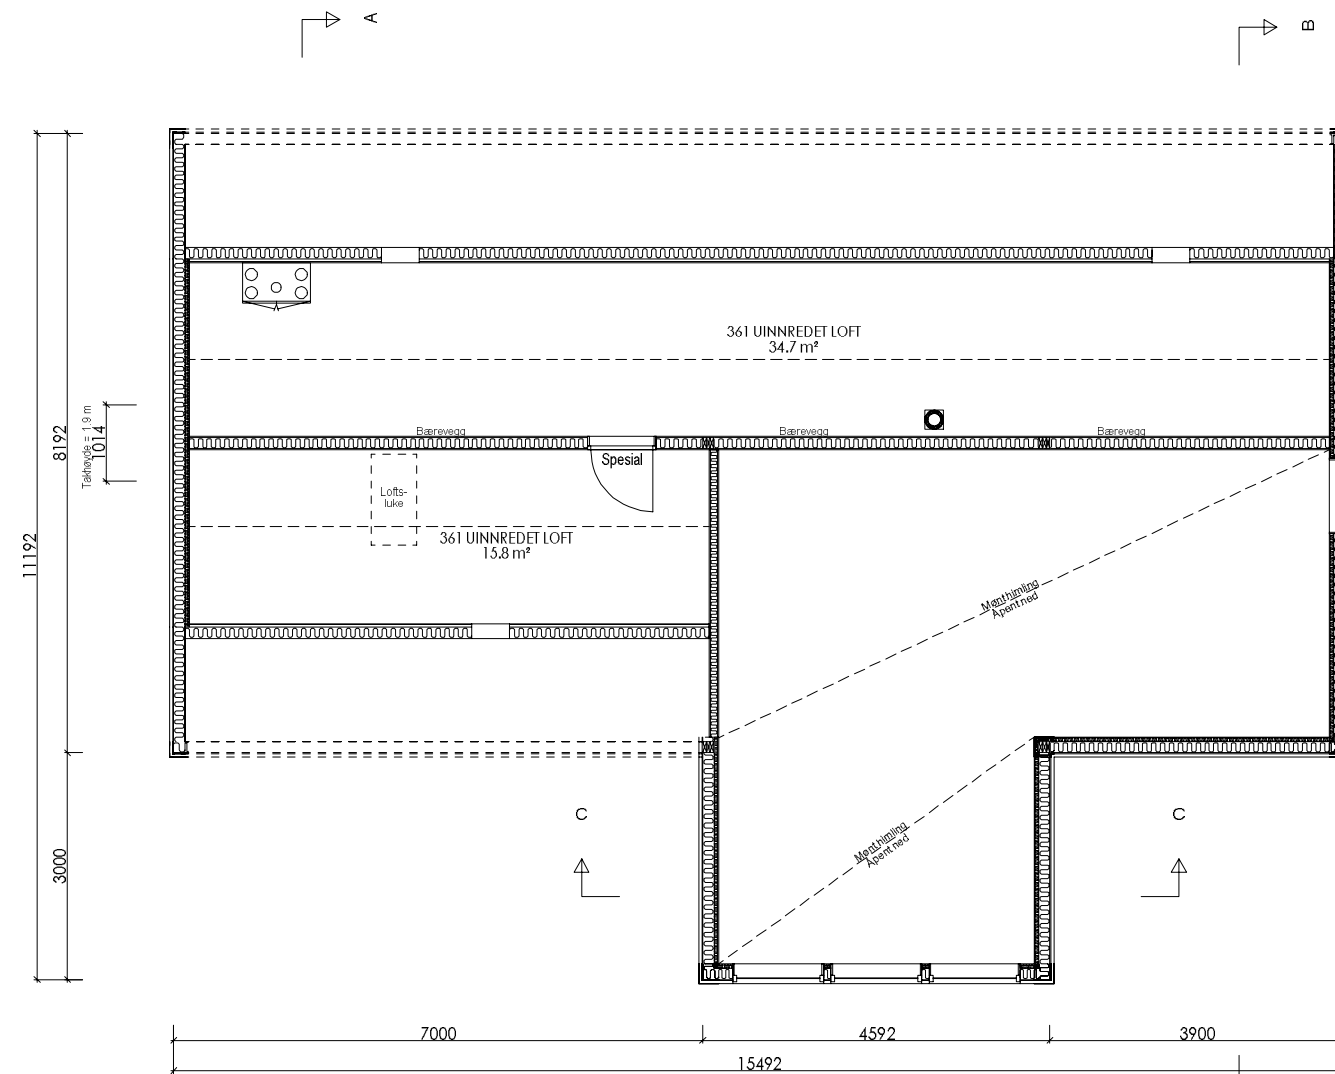 A
B
361 UINNREDET LOFT
34.7 m²
Bærevegg
Bærevegg
Bærevegg
Spesial
Lofts-
luke
361 UINNREDET LOFT
15.8 m²
Takhøyde = 1.9 m
1014
8192
11192
3000
Mønthimling
Åpent ned
Mønthimling
Åpent ned
C
C
7000
4592
3900
15492